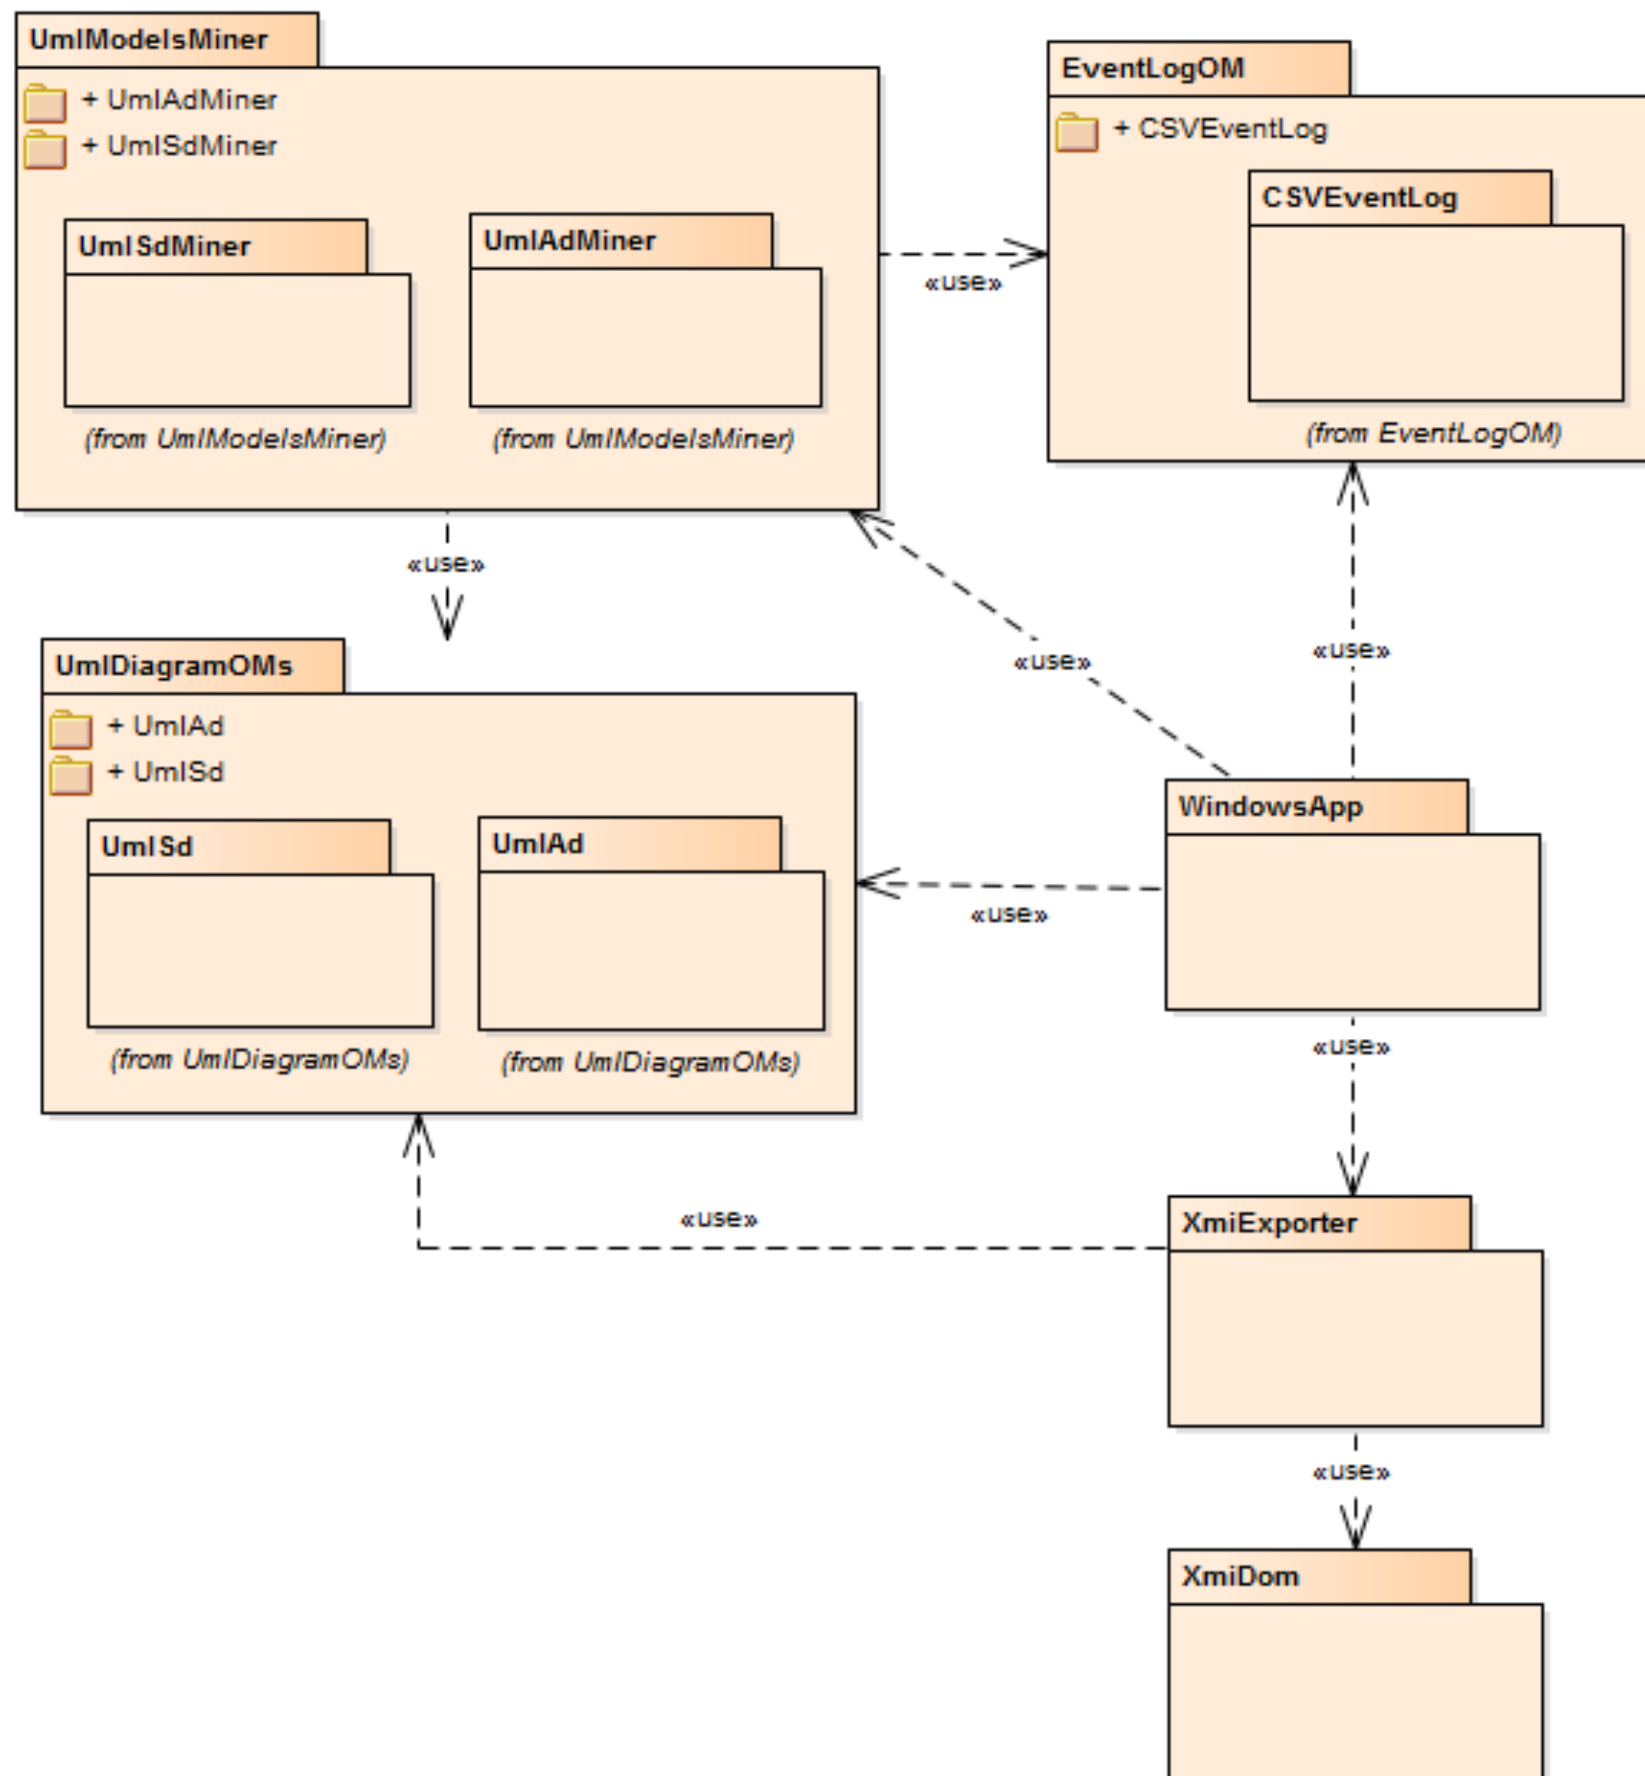 UmlModelsMiner
+ UmlAdMiner
+ UmlSdMiner
UmlSdMiner
(from UmlModelsMiner)
UmlAdMiner
(from UmlModelsMiner)
«use»
EventLogOM
+ CSVEventLog
CSVEventLog
(from EventLogOM)
«use»
«use»
«use»
UmlDiagramOMs
+ UmlAd
+ UmlSd
UmlSd
(from UmlDiagramOMs)
UmlAd
(from UmlDiagramOMs)
«use»
WindowsApp
«use»
«use»
XmiExporter
«use»
XmiDom